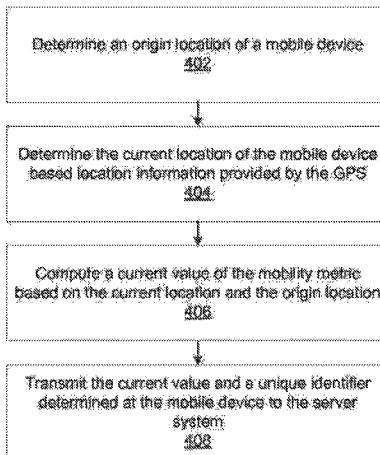 Determine an origin location of a mobile device
402
Determine the current location of the mobile device
based location information provided by the GPS
404
Compute a current value of the mobility metric
based on the current location and the origin location
406
Transmit the current value and a unique identifier
determined at the mobile device to the server
system
408